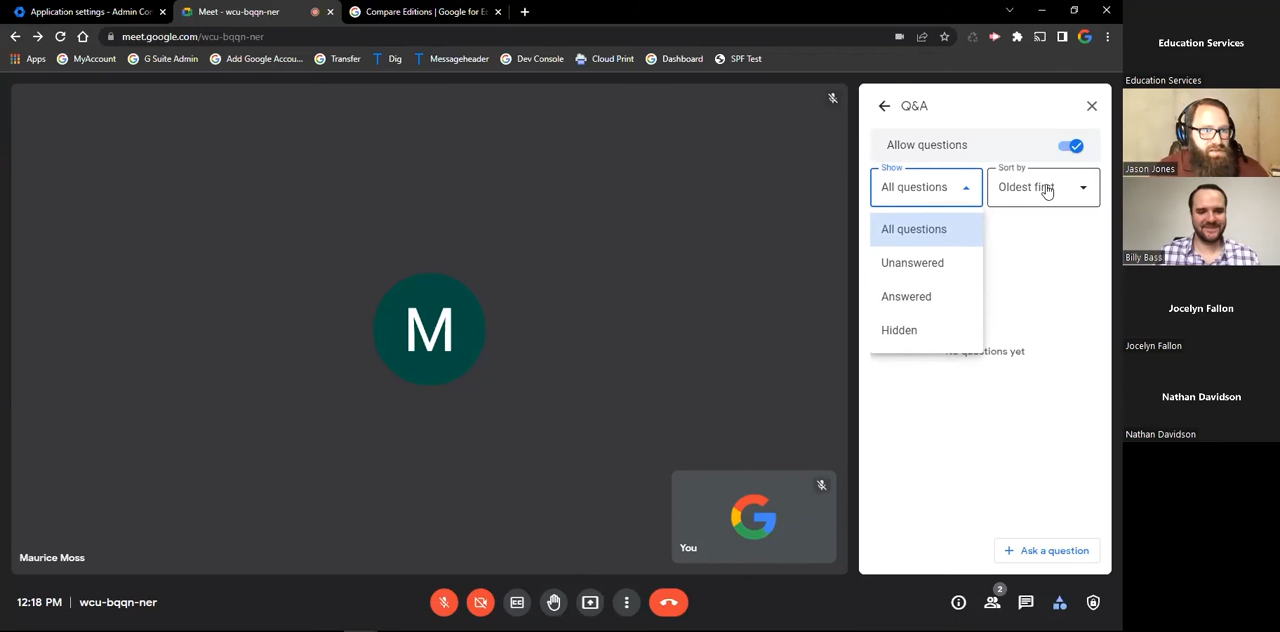 Application settings - Admin Co
Meet - wcu-bqqn-ner
Compare Editions | Google for E
meet.google.com/wcu-bqqn-ner
Apps
MyAccount
G Suite Admin
Add Google Accou...
Transfer
Dig
Messageheader
Dev Console
Cloud Print
Dashboard
SPF Test
Q&A
Allow questions
Show
All questions
Sort by
Oldest first
All questions
Unanswered
Answered
Hidden
No questions yet
Ask a question
M
Maurice Moss
You
12:18 PM | wcu-bqqn-ner
2
Education Services
Education Services
Jason Jones
Billy Bass
Jocelyn Fallon
Jocelyn Fallon
Nathan Davidson
Nathan Davidson